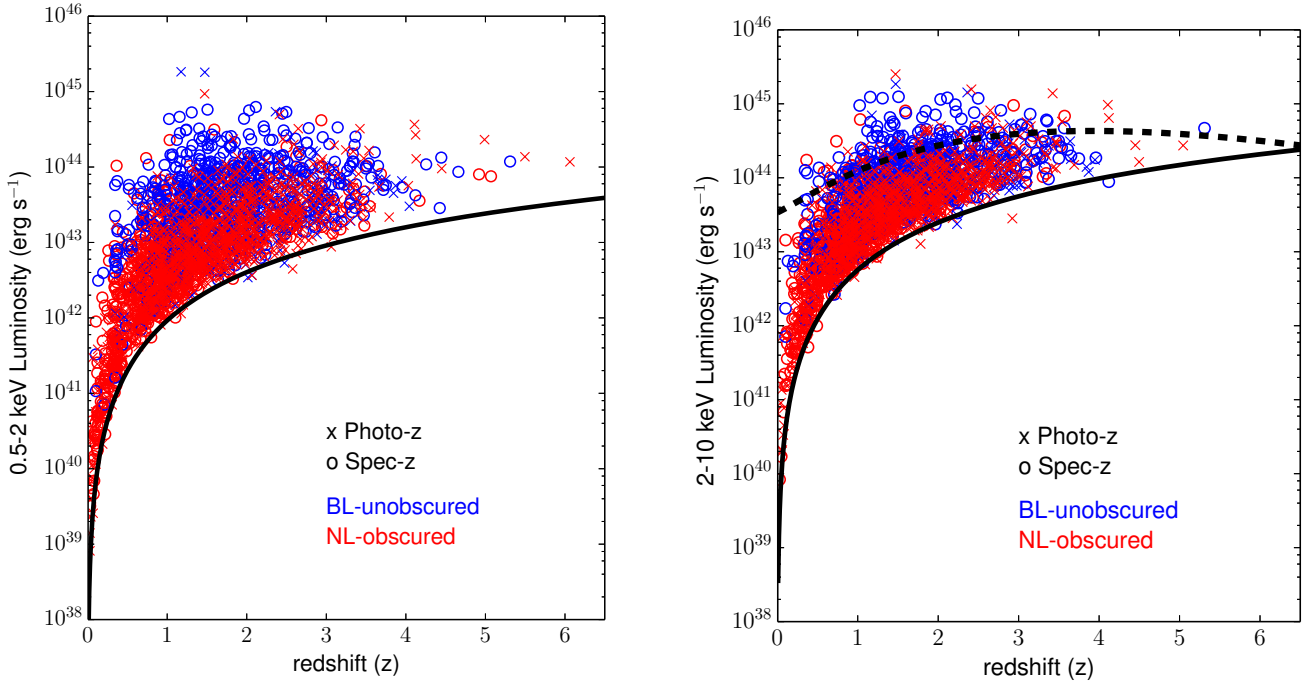 10^46
10^45
10^44
10^43
10^42
10^41
10^40
10^39
10^38
0.5-2 keV Luminosity (erg s⁻¹)
x Photo-z
o Spec-z
BL-unobscured
NL-obscured
0 1 2 3 4 5 6
redshift (z)
10^46
10^45
10^44
10^43
10^42
10^41
10^40
10^39
10^38
2-10 keV Luminosity (erg s⁻¹)
x Photo-z
o Spec-z
BL-unobscured
NL-obscured
0 1 2 3 4 5 6
redshift (z)